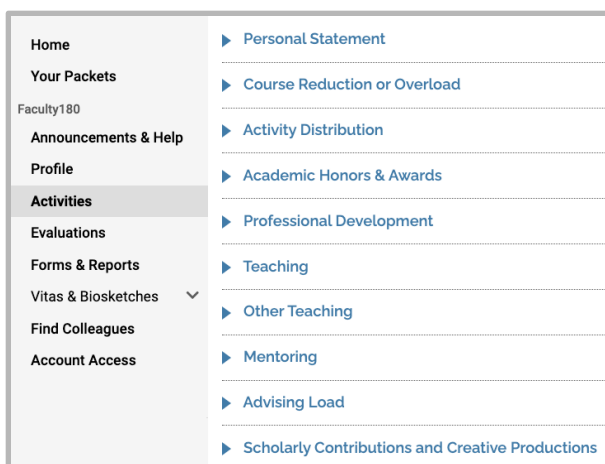 Home
Your Packets
Faculty180
Announcements & Help
Profile
Activities
Evaluations
Forms & Reports
Vitas & Biosketches
Find Colleagues
Account Access
Personal Statement
Course Reduction or Overload
Activity Distribution
Academic Honors & Awards
Professional Development
Teaching
Other Teaching
Mentoring
Advising Load
Scholarly Contributions and Creative Productions